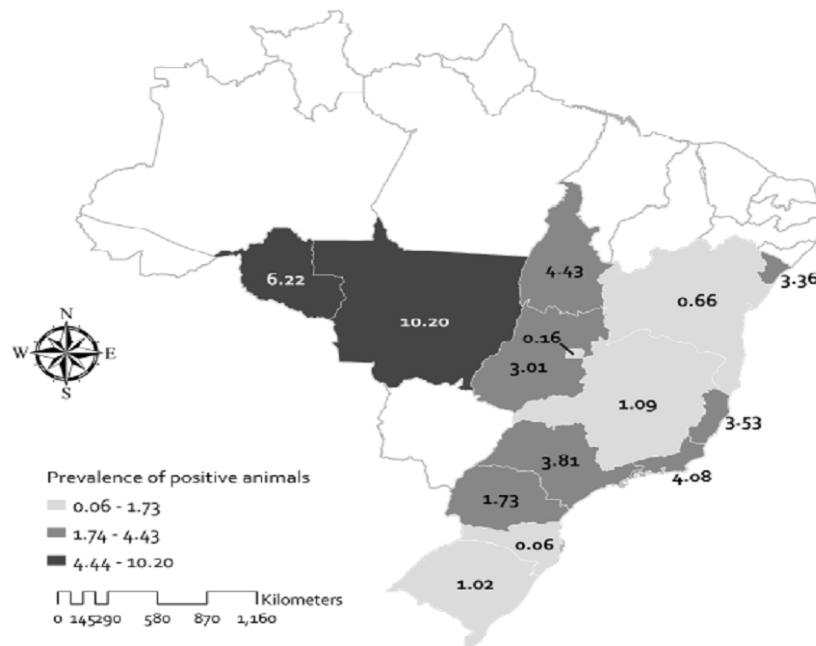 4.43
3.36
6.22
0.66
10.20
0.16
3.01
N
W E
S
1.09
3.53
3.81
4.08
1.73
0.06
1.02
Prevalence of positive animals
0.06 - 1.73
1.74 - 4.43
4.44 - 10.20
Kilometers
0 145290 580 870 1,160